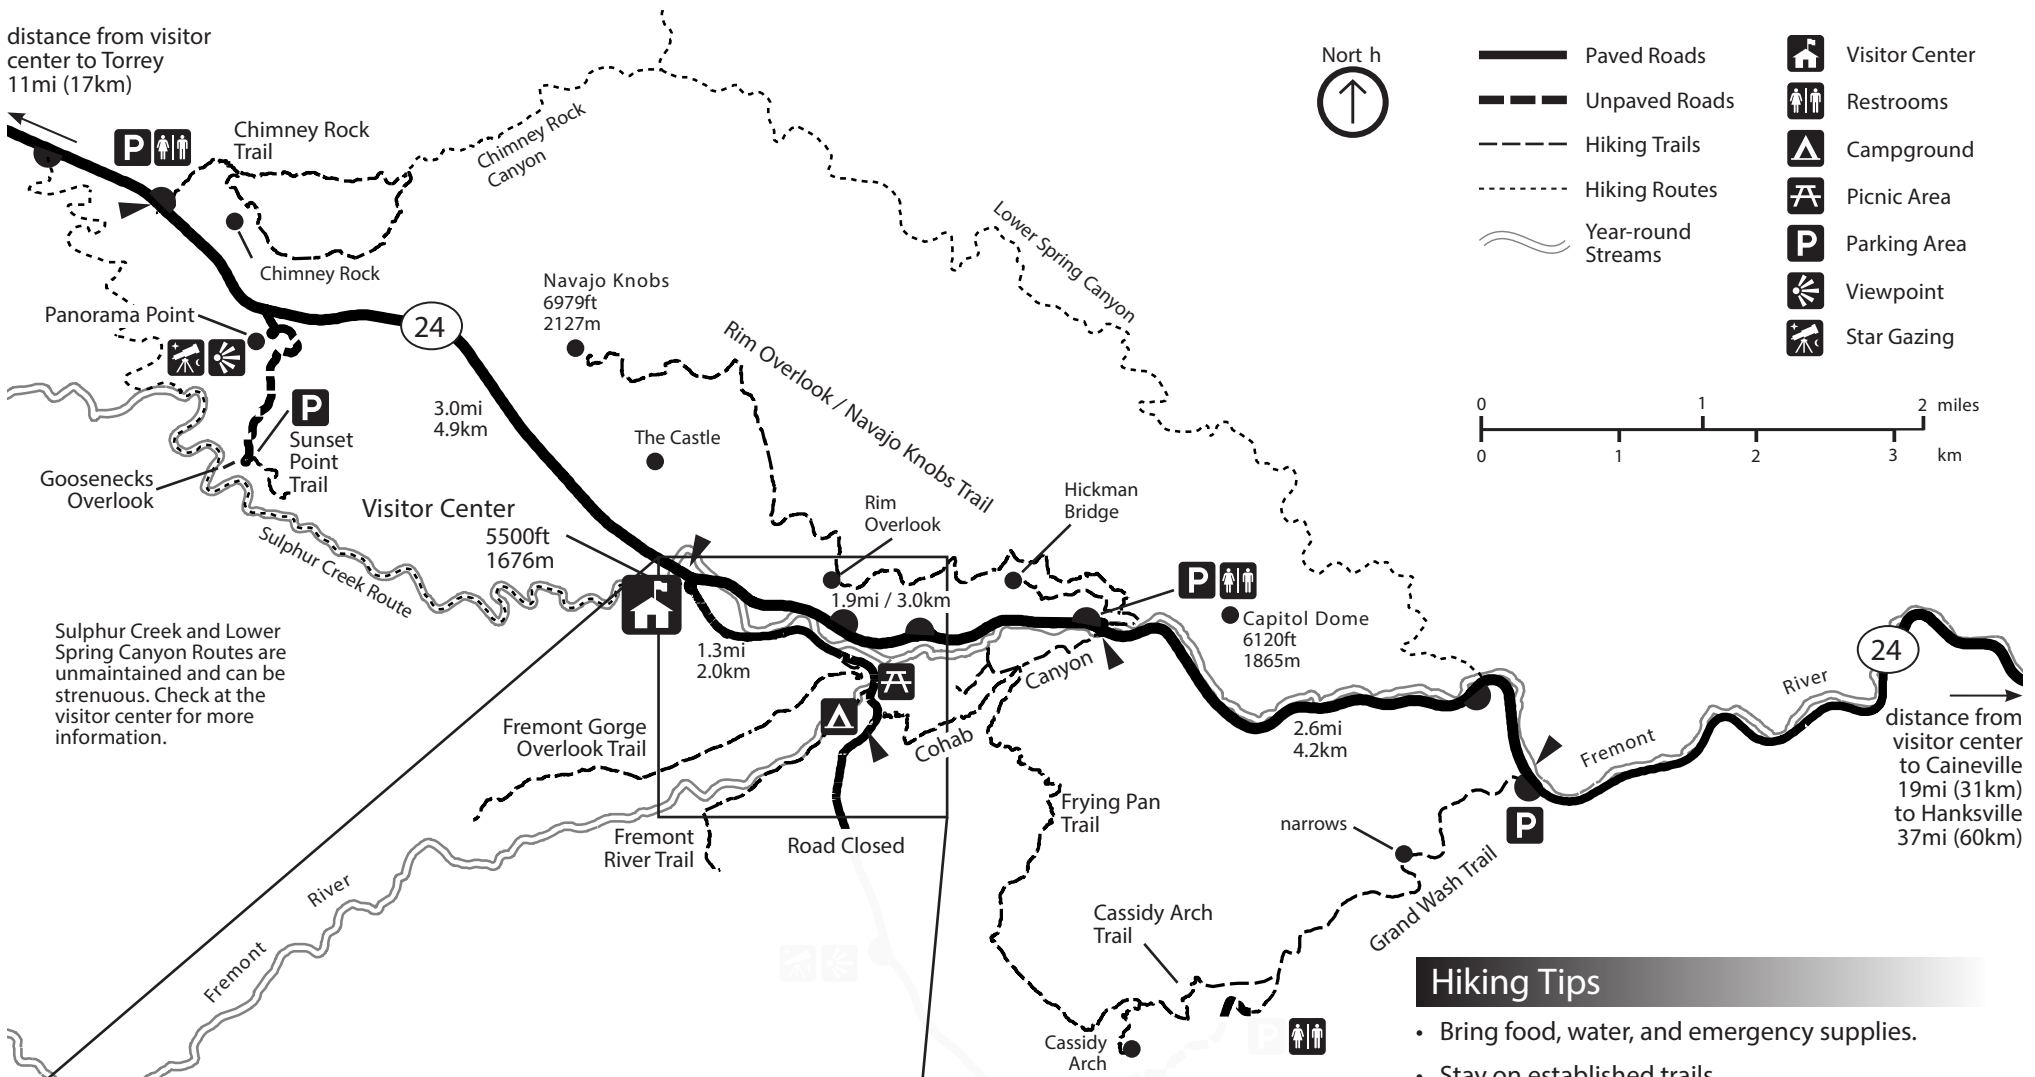 distance from visitor
center to Torrey
11mi (17km)
Chimney Rock
Trail
Chimney Rock
Canyon
Nort h
Paved Roads
Unpaved Roads
Hiking Trails
Hiking Routes
Year-round
Streams
Visitor Center
Restrooms
Campground
Picnic Area
P
Parking Area
Viewpoint
Star Gazing
0
1
2
miles
0
1
2
3
km
P
Chimney Rock
Panorama Point
24
Navajo Knobs
6979ft
2127m
Lower Spring Canyon
Rim Overlook / Navajo Knobs Trail
3.0mi
4.9km
The Castle
P
Sunset
Point
Trail
Goosenecks
Overlook
Visitor Center
5500ft
1676m
Sulphur Creek Route
Rim
Overlook
Hickman
Bridge
1.9mi / 3.0km
P
Capitol Dome
6120ft
1865m
24
Sulphur Creek and Lower
Spring Canyon Routes are
unmaintained and can be
strenuous. Check at the
visitor center for more
information.
1.3mi
2.0km
Canyon
Cohab
Fremont Gorge
Overlook Trail
2.6mi
4.2km
River
Fremont
distance from
visitor center
to Caineville
19mi (31km)
to Hanksville
37mi (60km)
Frying Pan
Trail
narrows
P
Fremont
River Trail
Road Closed
Grand Wash Trail
River
Fremont
Cassidy Arch
Trail
Cassidy
Arch
P
Hiking Tips
• Bring food, water, and emergency supplies.
• Stay on established trails